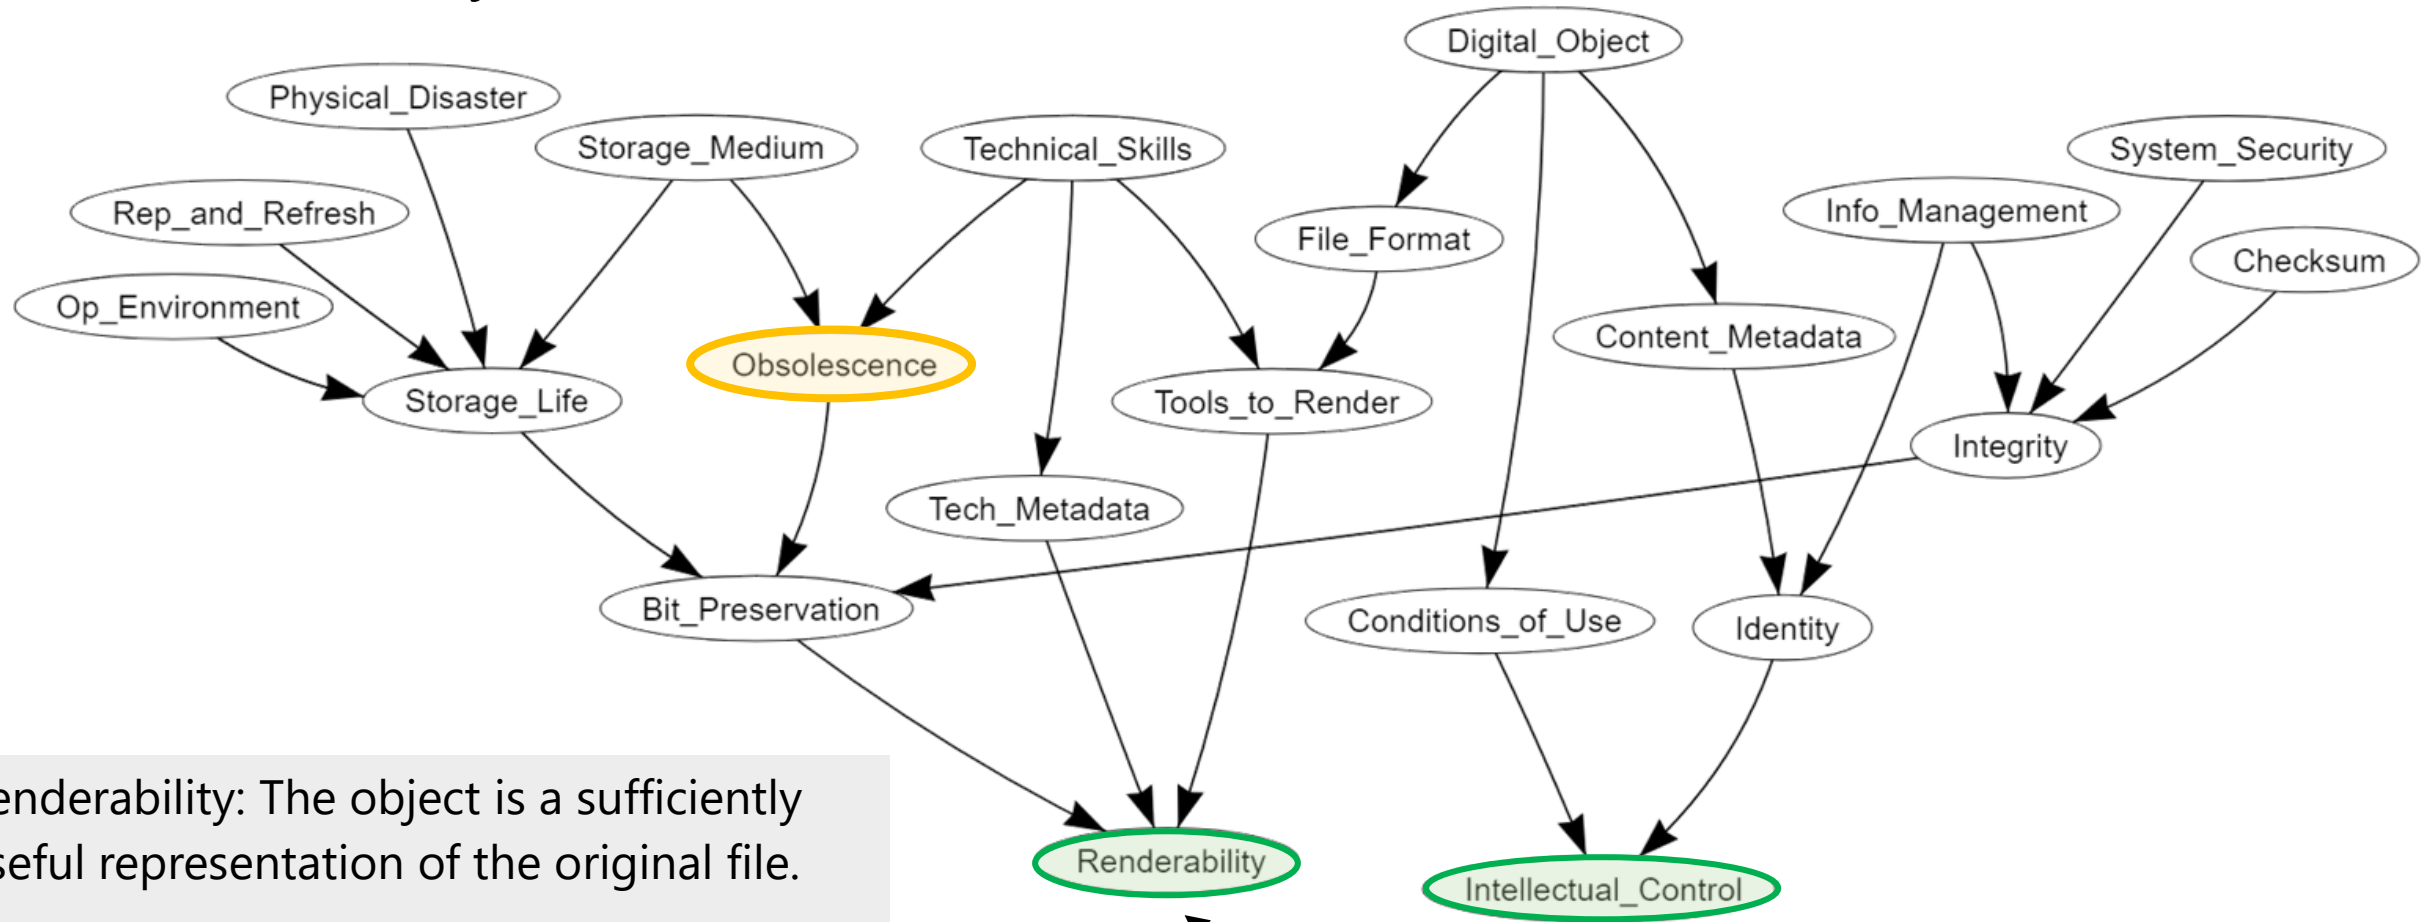 Digital_Object
Physical_Disaster
Storage_Medium
Technical_Skills
System_Security
Rep_and_Refresh
Info_Management
File_Format
Checksum
Op_Environment
Content_Metadata
Obsolescence
Storage_Life
Tools_to_Render
Integrity
Tech_Metadata
Bit_Preservation
Conditions_of_Use
Identity
enderability: The object is a sufficiently
seful representation of the original file.
Renderability
Intellectual_Control